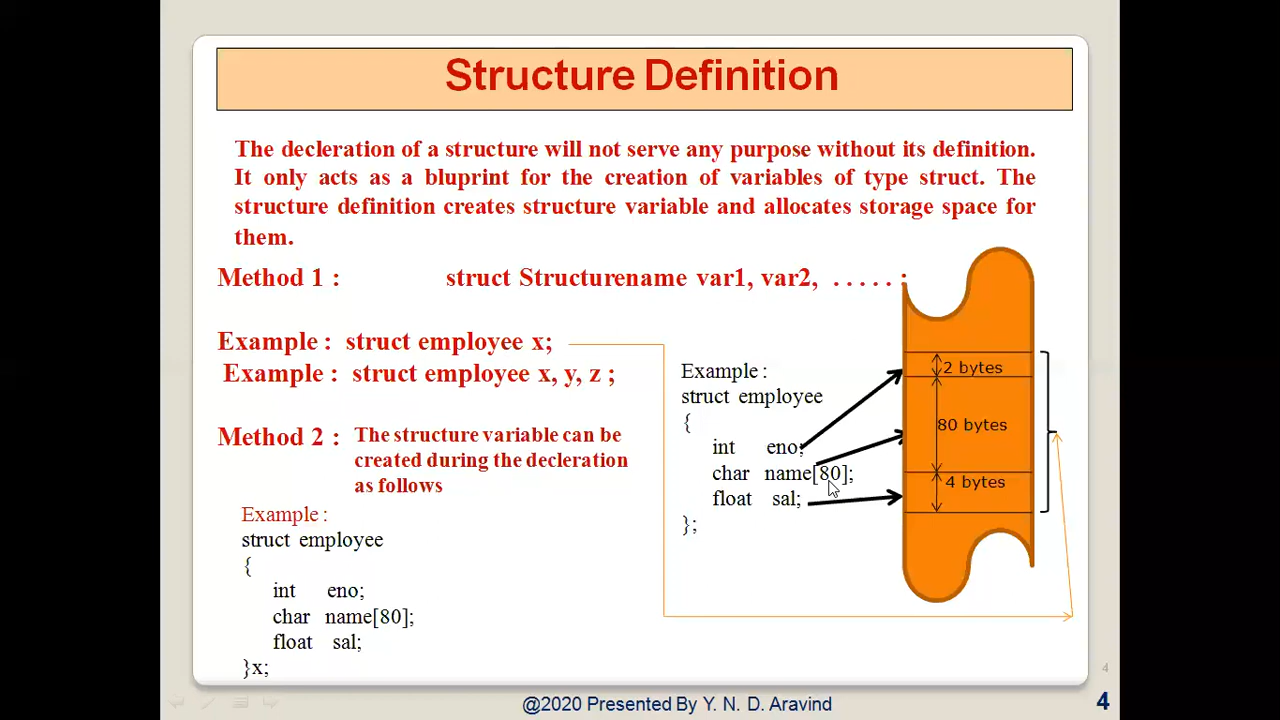 Structure Definition
The decleration of a structure will not serve any purpose without its definition.
It only acts as a bluprint for the creation of variables of type struct. The
structure definition creates structure variable and allocates storage space for
them.
Method 1 : struct Structurename var1, var2, . . . . . ;
Example : struct employee x;
Example : struct employee x, y, z ;
Method 2 : The structure variable can be
created during the decleration
as follows
Example :
struct employee
{
int eno;
char name[80];
float sal;
}x;
Example :
struct employee
{
int eno;
char name[80];
float sal;
};
2 bytes
80 bytes
4 bytes
4
@2020 Presented By Y. N. D. Aravind
4